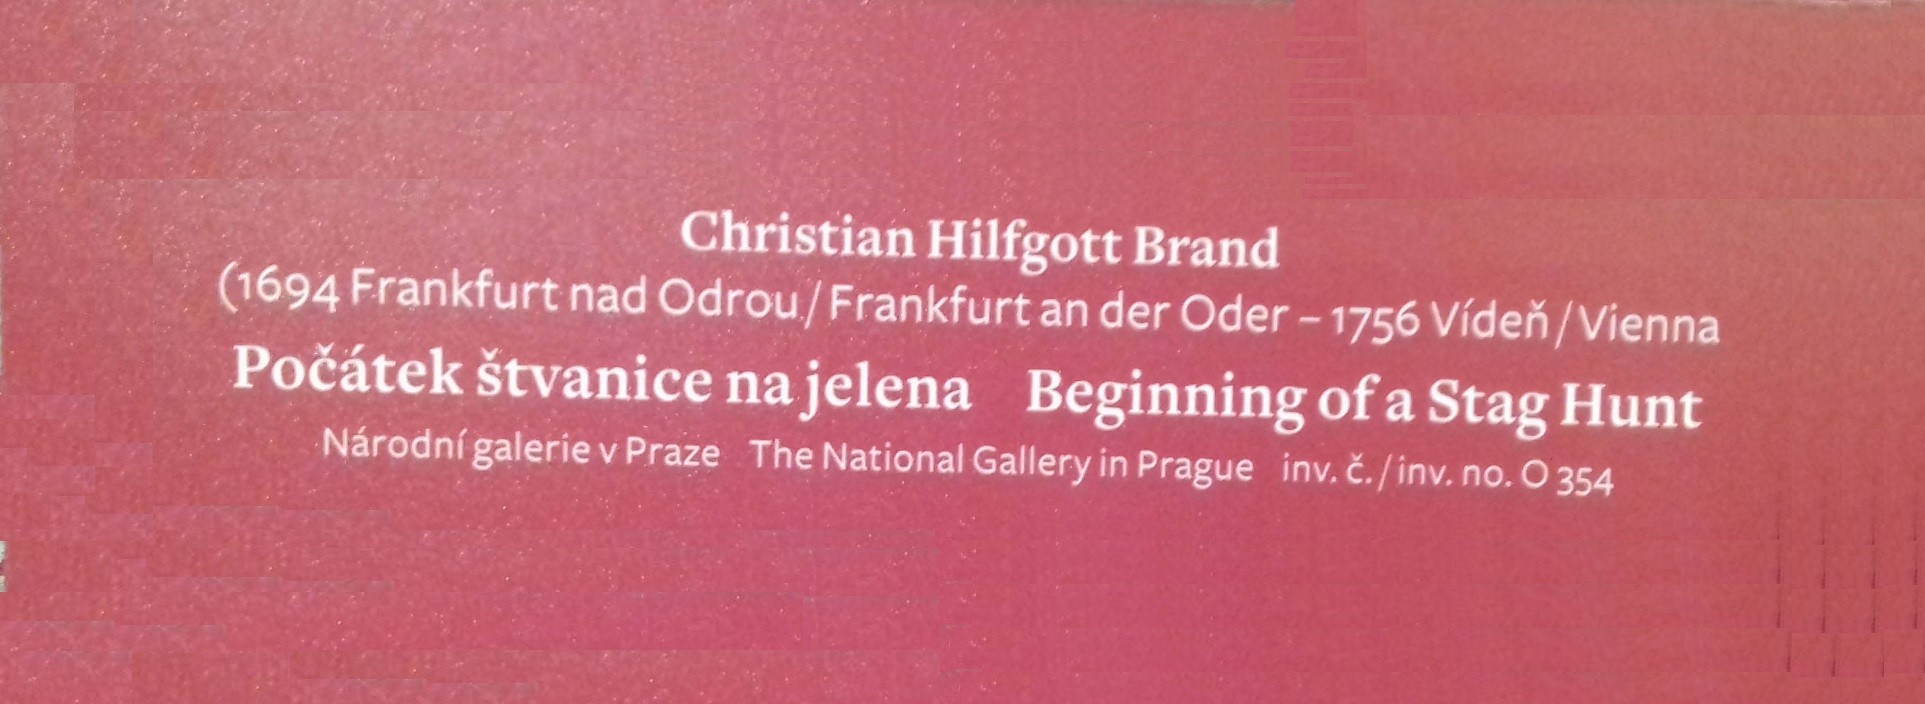 Christian Hilfgott Brand
(1694 Frankfurt nad Odrou / Frankfurt an der Oder – 1756 Vídeň / Vienna
Počátek štvanice na jelena Beginning of a Stag Hunt
Národní galerie v Praze The National Gallery in Prague inv. č. / inv. no. O 354